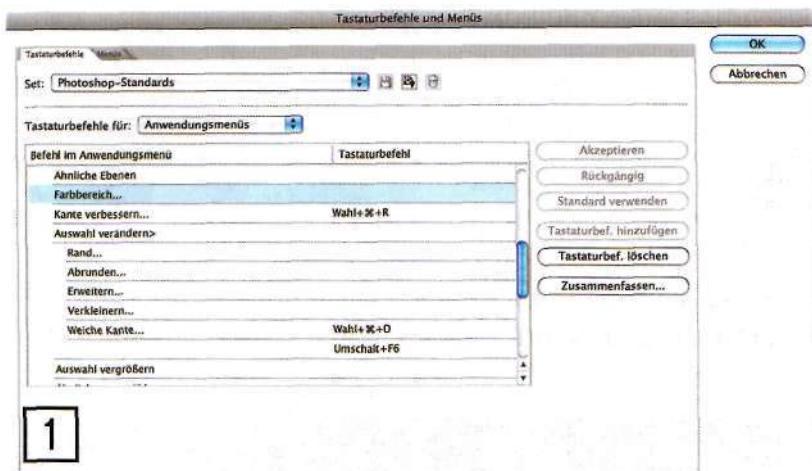 Tastaturbefehle und Menüs
Tastaturbefehle Menüs
OK
Abbrechen
Set: Photoshop-Standards
Tastaturbefehle für: Anwendungsmenüs
Befehl im Anwendungsmenü Tastaturbefehl
Ähnliche Ebenen
Farbbereich...
Kante verbessern... Wahl+⌘+R
Auswahl verändern>
Rand...
Abrunden...
Erweitern...
Verkleinern...
Weiche Kante... Wahl+⌘+D
Umschalt+F6
Auswahl vergrößern
Akzeptieren
Rückgängig
Standard verwenden
Tastaturbef. hinzufügen
Tastaturbef. löschen
Zusammenfassen...
1